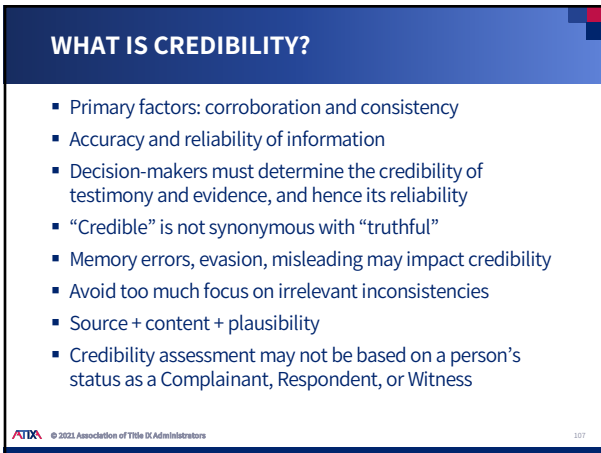 WHAT IS CREDIBILITY?
▪ Primary factors: corroboration and consistency
▪ Accuracy and reliability of information
▪ Decision-makers must determine the credibility of
testimony and evidence, and hence its reliability
▪ “Credible” is not synonymous with “truthful”
▪ Memory errors, evasion, misleading may impact credibility
▪ Avoid too much focus on irrelevant inconsistencies
▪ Source + content + plausibility
▪ Credibility assessment may not be based on a person’s
status as a Complainant, Respondent, or Witness
ATIXA © 2021 Association of Title IX Administrators 107